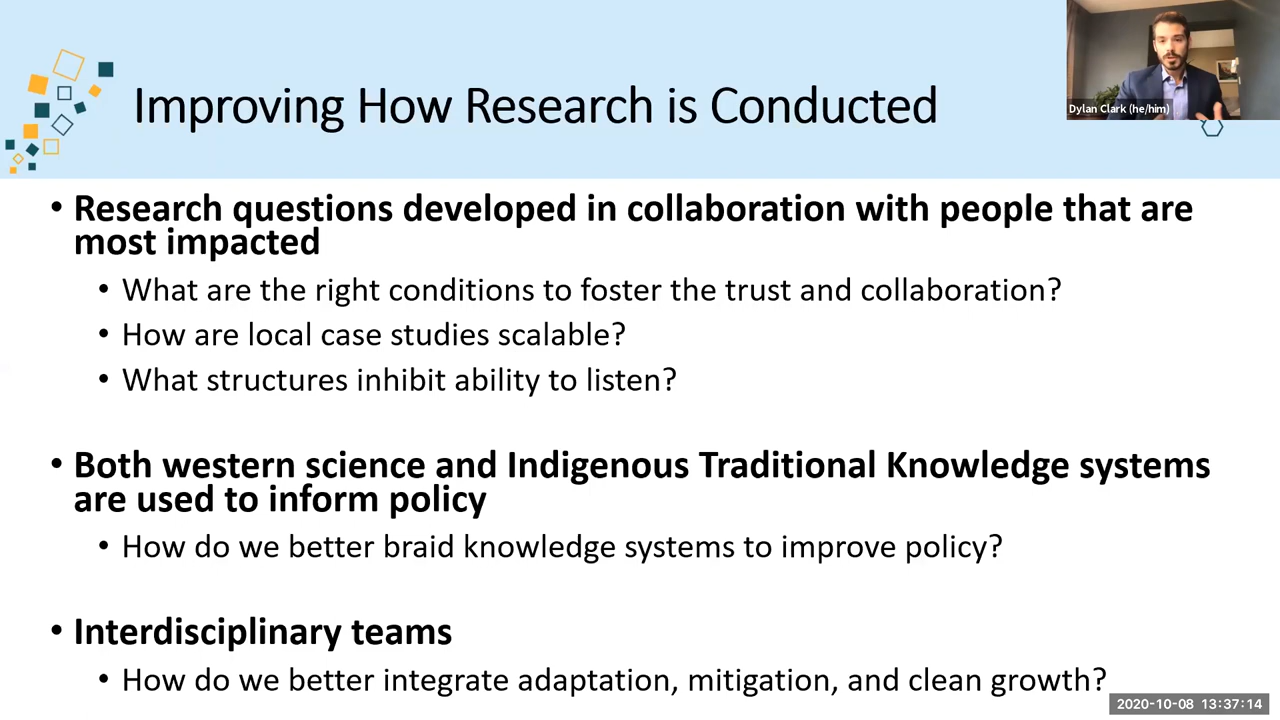 Improving How Research is Conducted
Dylan Clark (he/him)
• Research questions developed in collaboration with people that are
most impacted
• What are the right conditions to foster the trust and collaboration?
• How are local case studies scalable?
• What structures inhibit ability to listen?
• Both western science and Indigenous Traditional Knowledge systems
are used to inform policy
• How do we better braid knowledge systems to improve policy?
• Interdisciplinary teams
• How do we better integrate adaptation, mitigation, and clean growth?
2020-10-08 13:37:14